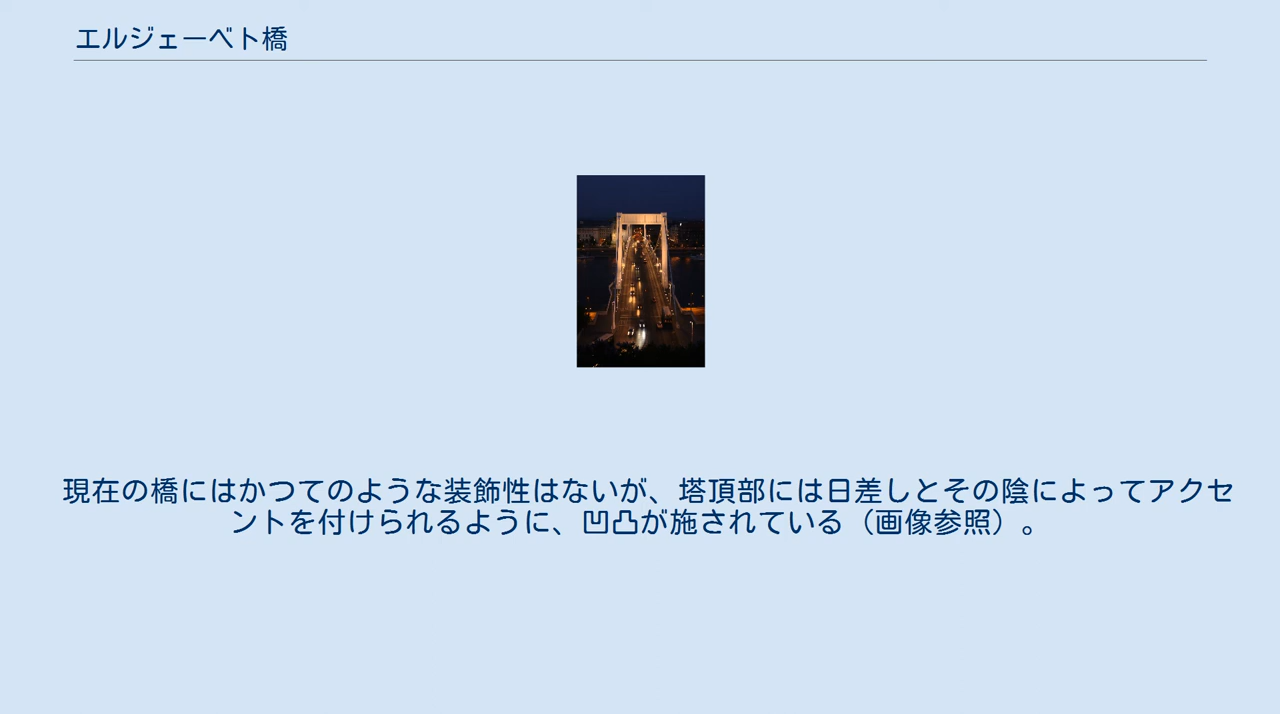 エルジェーベト橋
現在の橋にはかつてのような装飾性はないが、塔頂部には日差しとその陰によってアクセ
ントを付けられるように、凹凸が施されている（画像参照）。